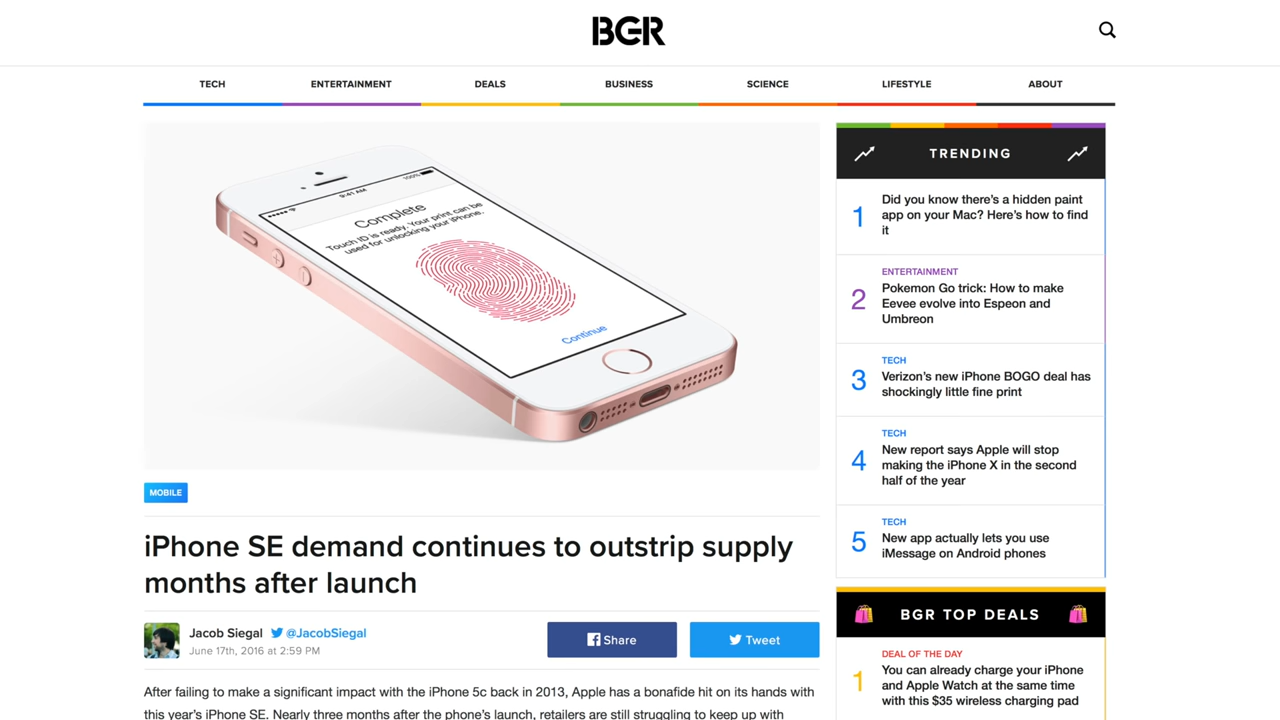 BGR
TECH
ENTERTAINMENT
DEALS
BUSINESS
SCIENCE
LIFESTYLE
ABOUT
9:41 AM
100%
Complete
Touch ID is ready. Your print can be
used for unlocking your iPhone.
Continue
MOBILE
iPhone SE demand continues to outstrip supply
months after launch
Jacob Siegal @JacobSiegal
June 17th, 2016 at 2:59 PM
Share
Tweet
After failing to make a significant impact with the iPhone 5c back in 2013, Apple has a bonafide hit on its hands with
this year's iPhone SE. Nearly three months after the phone's launch, retailers are still struggling to keep up with
TRENDING
1
Did you know there's a hidden paint
app on your Mac? Here's how to find
it
2
ENTERTAINMENT
Pokemon Go trick: How to make
Eevee evolve into Espeon and
Umbreon
3
TECH
Verizon's new iPhone BOGO deal has
shockingly little fine print
4
TECH
New report says Apple will stop
making the iPhone X in the second
half of the year
5
TECH
New app actually lets you use
iMessage on Android phones
BGR TOP DEALS
1
DEAL OF THE DAY
You can already charge your iPhone
and Apple Watch at the same time
with this $35 wireless charging pad